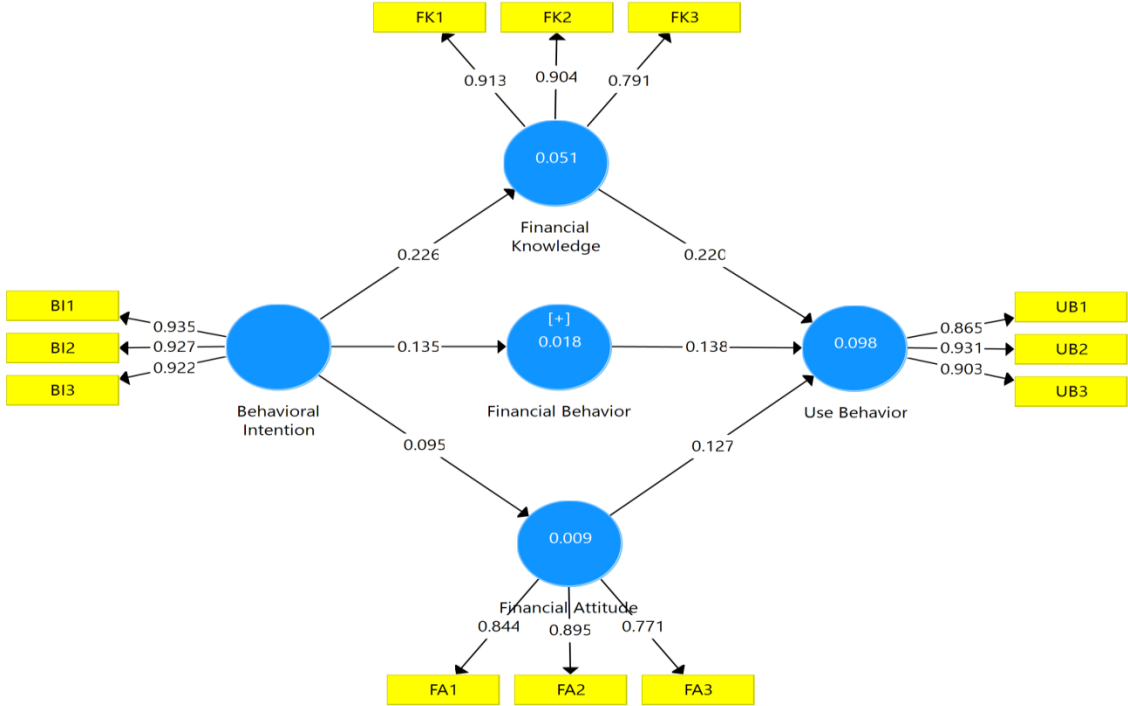 FK1 FK2 FK3
0.913 0.904 0.791
0.051
Financial
Knowledge
0.226 0.220
BI1
BI2
BI3
0.935
0.927
0.922
Behavioral
Intention
0.135
[+]
0.018
Financial Behavior
0.138
0.098
Use Behavior
0.865
0.931
0.903
UB1
UB2
UB3
0.095 0.127
0.009
Financial Attitude
0.844 0.895 0.771
FA1 FA2 FA3